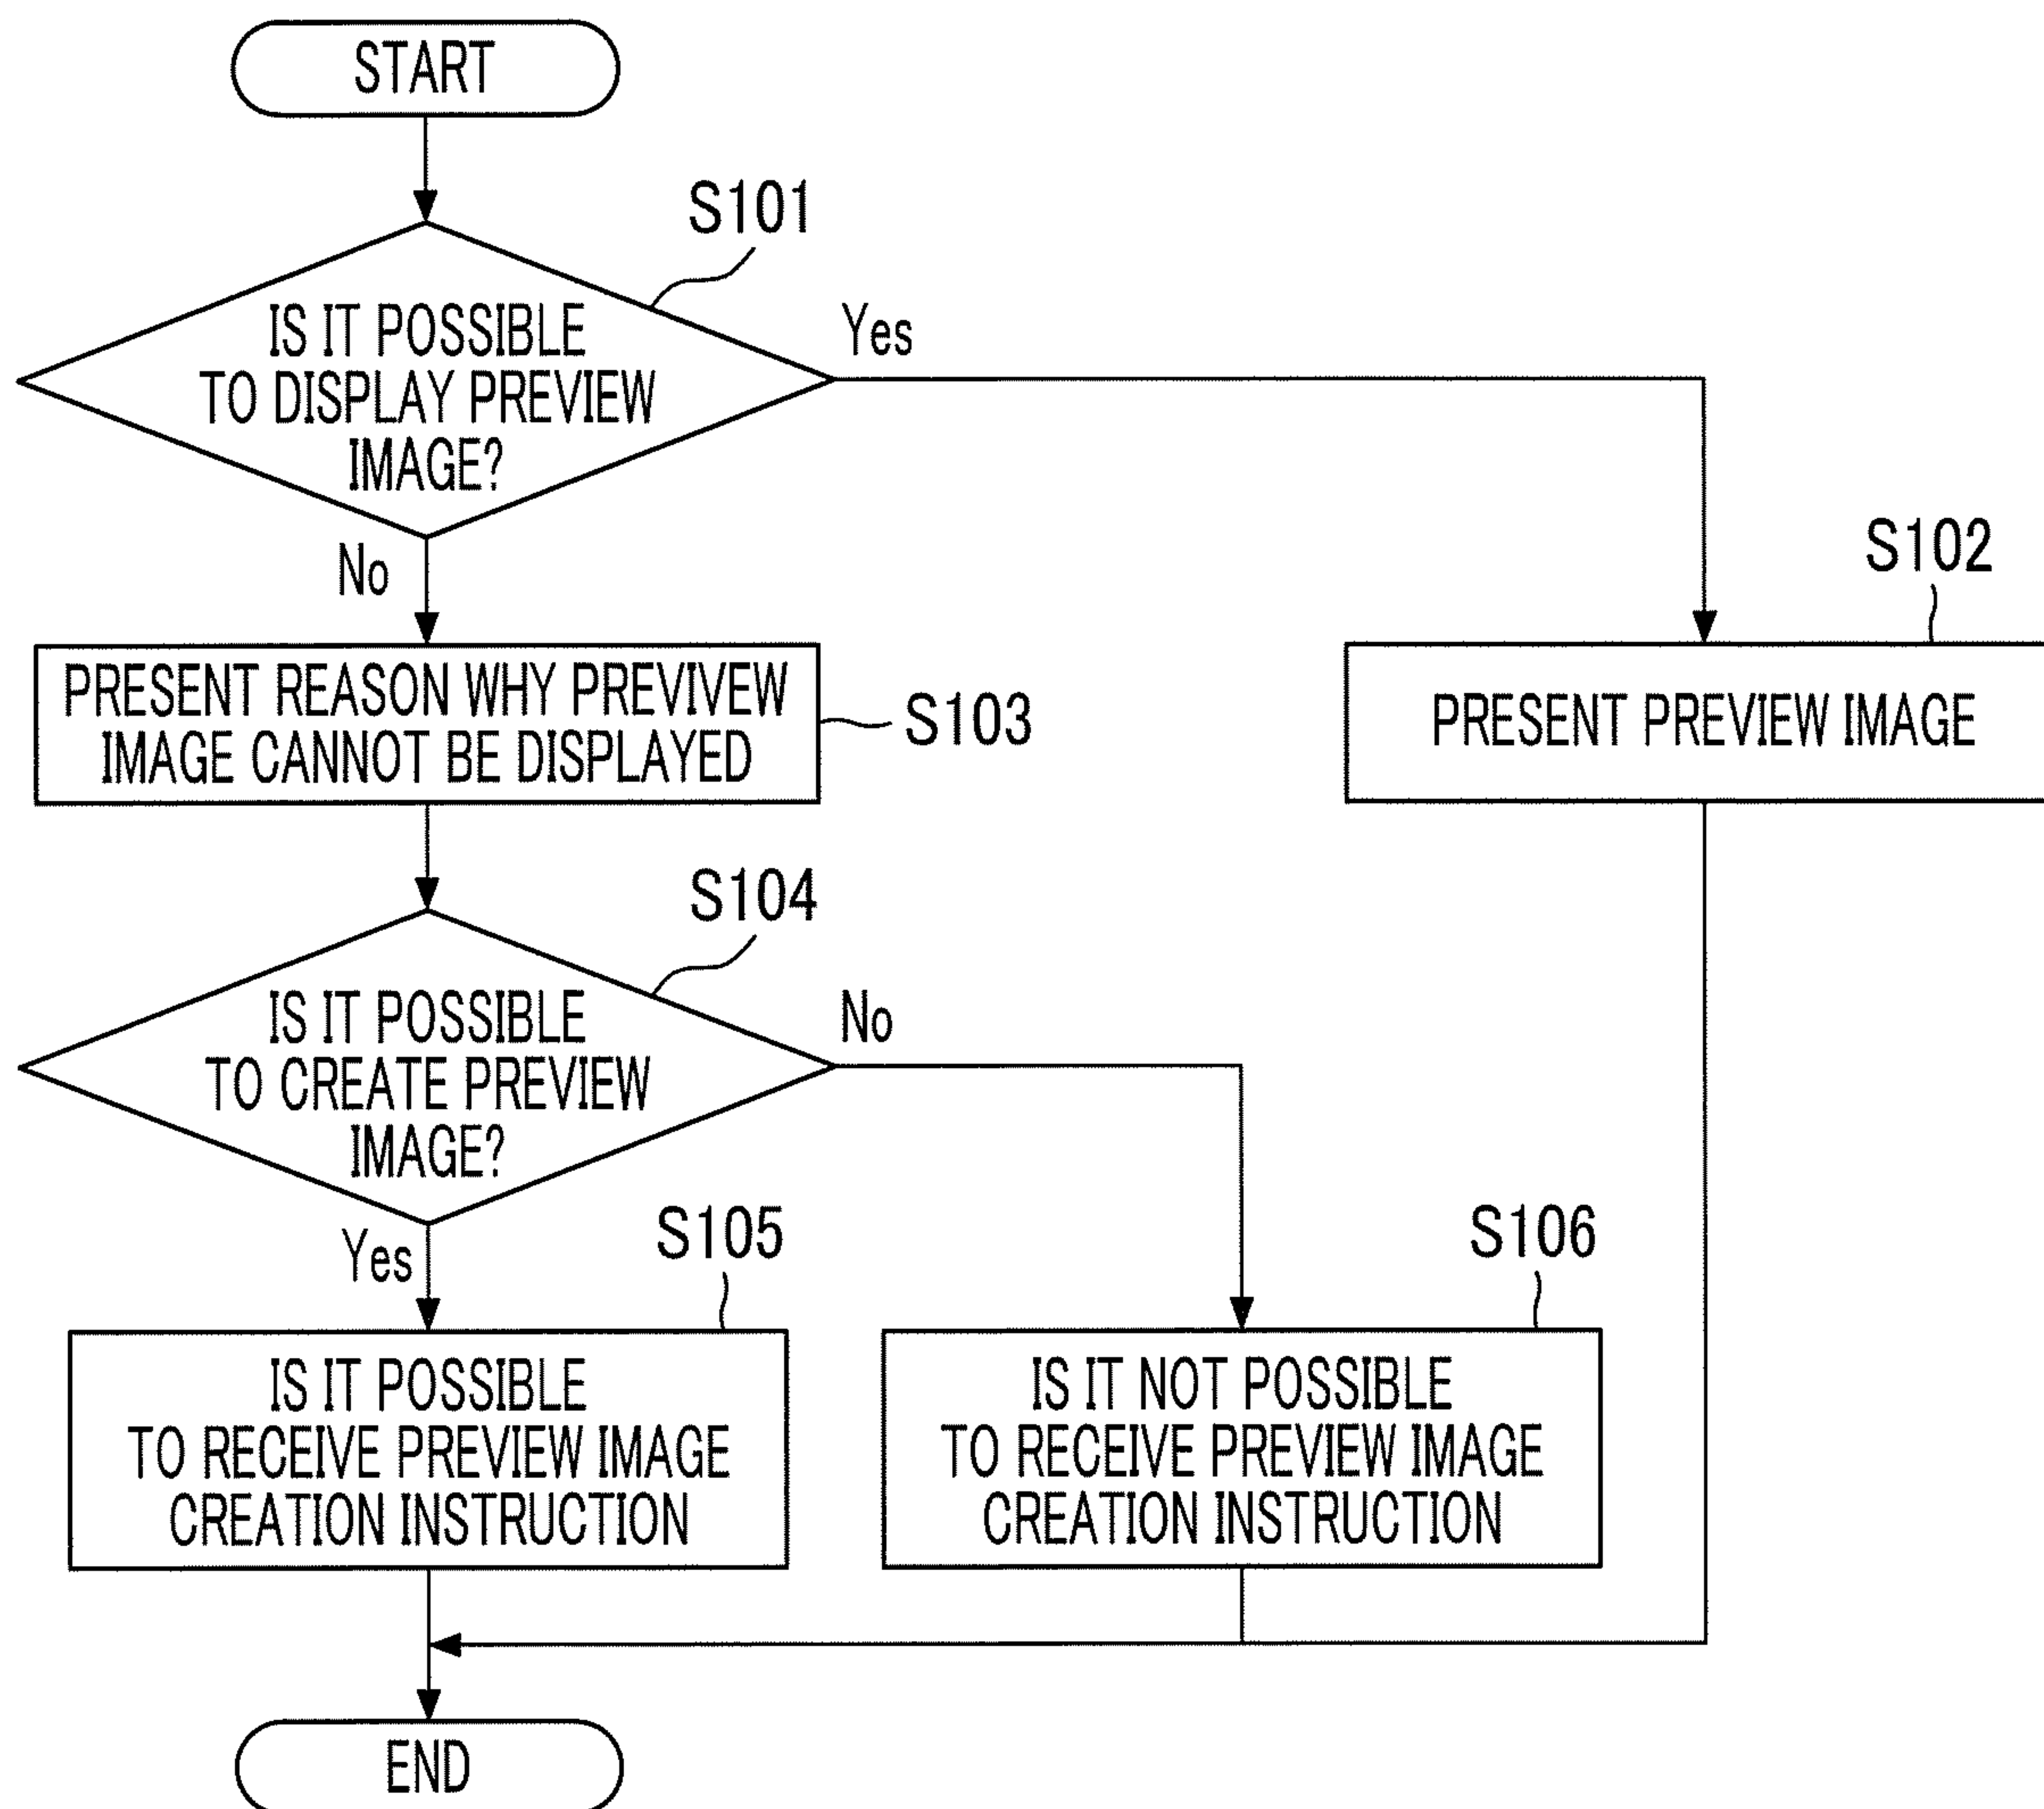 START
S101
IS IT POSSIBLE
TO DISPLAY PREVIEW
IMAGE?
Yes
No
S102
PRESENT PREVIEW IMAGE
PRESENT REASON WHY PREVIVEW
IMAGE CANNOT BE DISPLAYED
S103
S104
IS IT POSSIBLE
TO CREATE PREVIEW
IMAGE?
No
Yes
S105
IS IT POSSIBLE
TO RECEIVE PREVIEW IMAGE
CREATION INSTRUCTION
S106
IS IT NOT POSSIBLE
TO RECEIVE PREVIEW IMAGE
CREATION INSTRUCTION
END